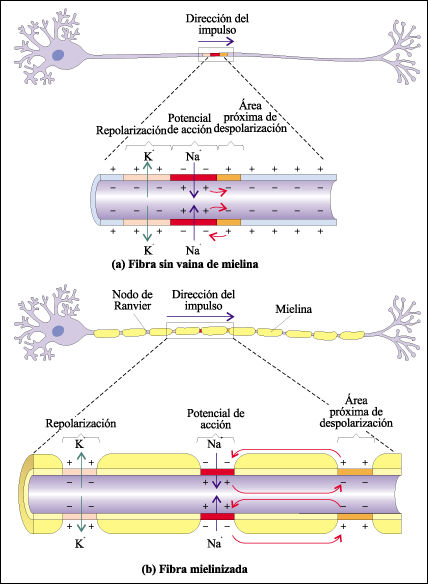 Dirección del
impulso
Área
próxima de
despolarización
Potencial
de acción
Repolarización
K+ Na+
+ + + + − − + + + + + +
− − − − + + − − − − − −
− − − − + + − − − − − −
+ + + + − − + + + + + +
K+ Na+
(a) Fibra sin vaina de mielina
Nodo de
Ranvier
Dirección del
impulso
Mielina
Repolarización
Potencial de
acción
Área
próxima de
despolarización
K+ Na+
+ + − − + +
− − + + − −
− − + + − −
+ + − − + +
K+ Na+
(b) Fibra mielinizada